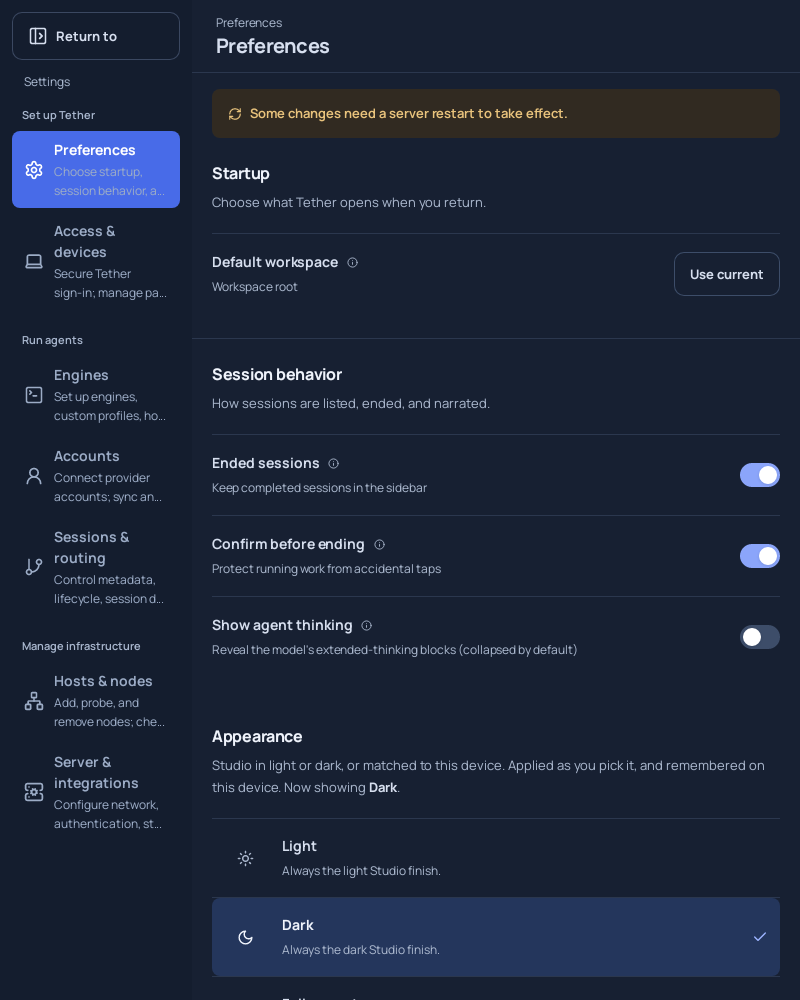 Return to
Settings
Set up Tether
Preferences
Choose startup,
session behavior, a...
Access &
devices
Secure Tether
sign-in; manage pa...
Run agents
Engines
Set up engines,
custom profiles, ho...
Accounts
Connect provider
accounts; sync an...
Sessions &
routing
Control metadata,
lifecycle, session d...
Manage infrastructure
Hosts & nodes
Add, probe, and
remove nodes; che...
Server &
integrations
Configure network,
authentication, st...
Preferences
Preferences
Some changes need a server restart to take effect.
Startup
Choose what Tether opens when you return.
Default workspace
Workspace root
Use current
Session behavior
How sessions are listed, ended, and narrated.
Ended sessions
Keep completed sessions in the sidebar
Confirm before ending
Protect running work from accidental taps
Show agent thinking
Reveal the model's extended-thinking blocks (collapsed by default)
Appearance
Studio in light or dark, or matched to this device. Applied as you pick it, and remembered on
this device. Now showing Dark.
Light
Always the light Studio finish.
Dark
Always the dark Studio finish.